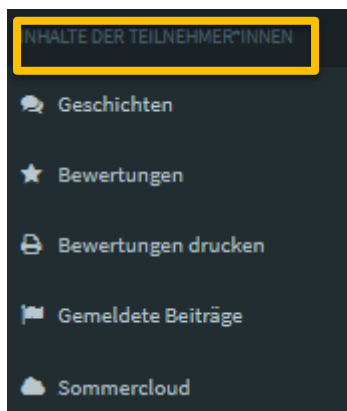 INHALTE DER TEILNEHMER*INNEN
Geschichten
Bewertungen
Bewertungen drucken
Gemeldete Beiträge
Sommercloud